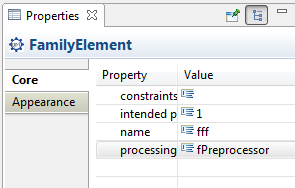 Properties
FamilyElement
Core
Appearance
Property Value
constraints
intended p 1
name fff
processing fPreprocessor